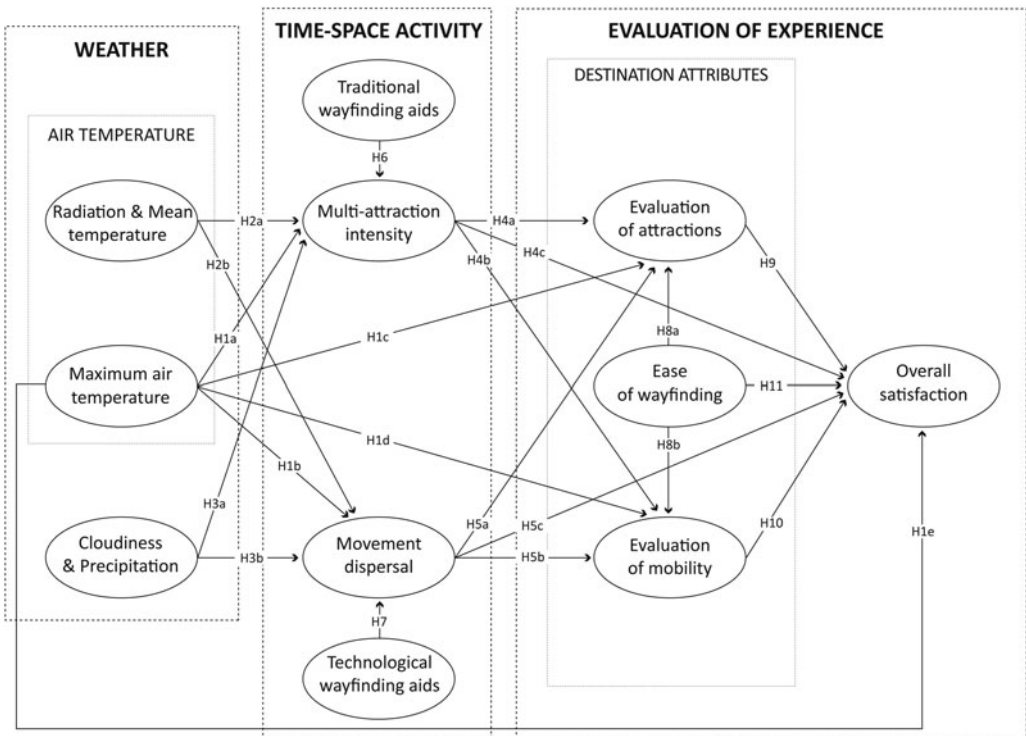 WEATHER
TIME-SPACE ACTIVITY
EVALUATION OF EXPERIENCE
AIR TEMPERATURE
DESTINATION ATTRIBUTES
Traditional
wayfinding aids
H6
Radiation & Mean
temperature
H2a
Multi-attraction
intensity
H4a
Evaluation
of attractions
H2b
H4b
H4c
H9
H1a
H1c
H8a
Maximum air
temperature
Ease
of wayfinding
H11
Overall
satisfaction
H1d
H8b
H1b
H3a
H5a
H5c
H10
H1e
Cloudiness
& Precipitation
H3b
Movement
dispersal
H5b
Evaluation
of mobility
H7
Technological
wayfinding aids